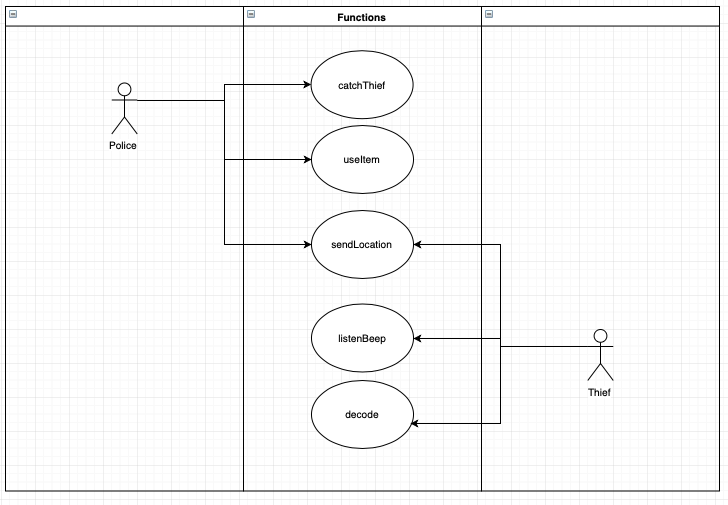 Functions
catchThief
Police
useItem
sendLocation
listenBeep
Thief
decode